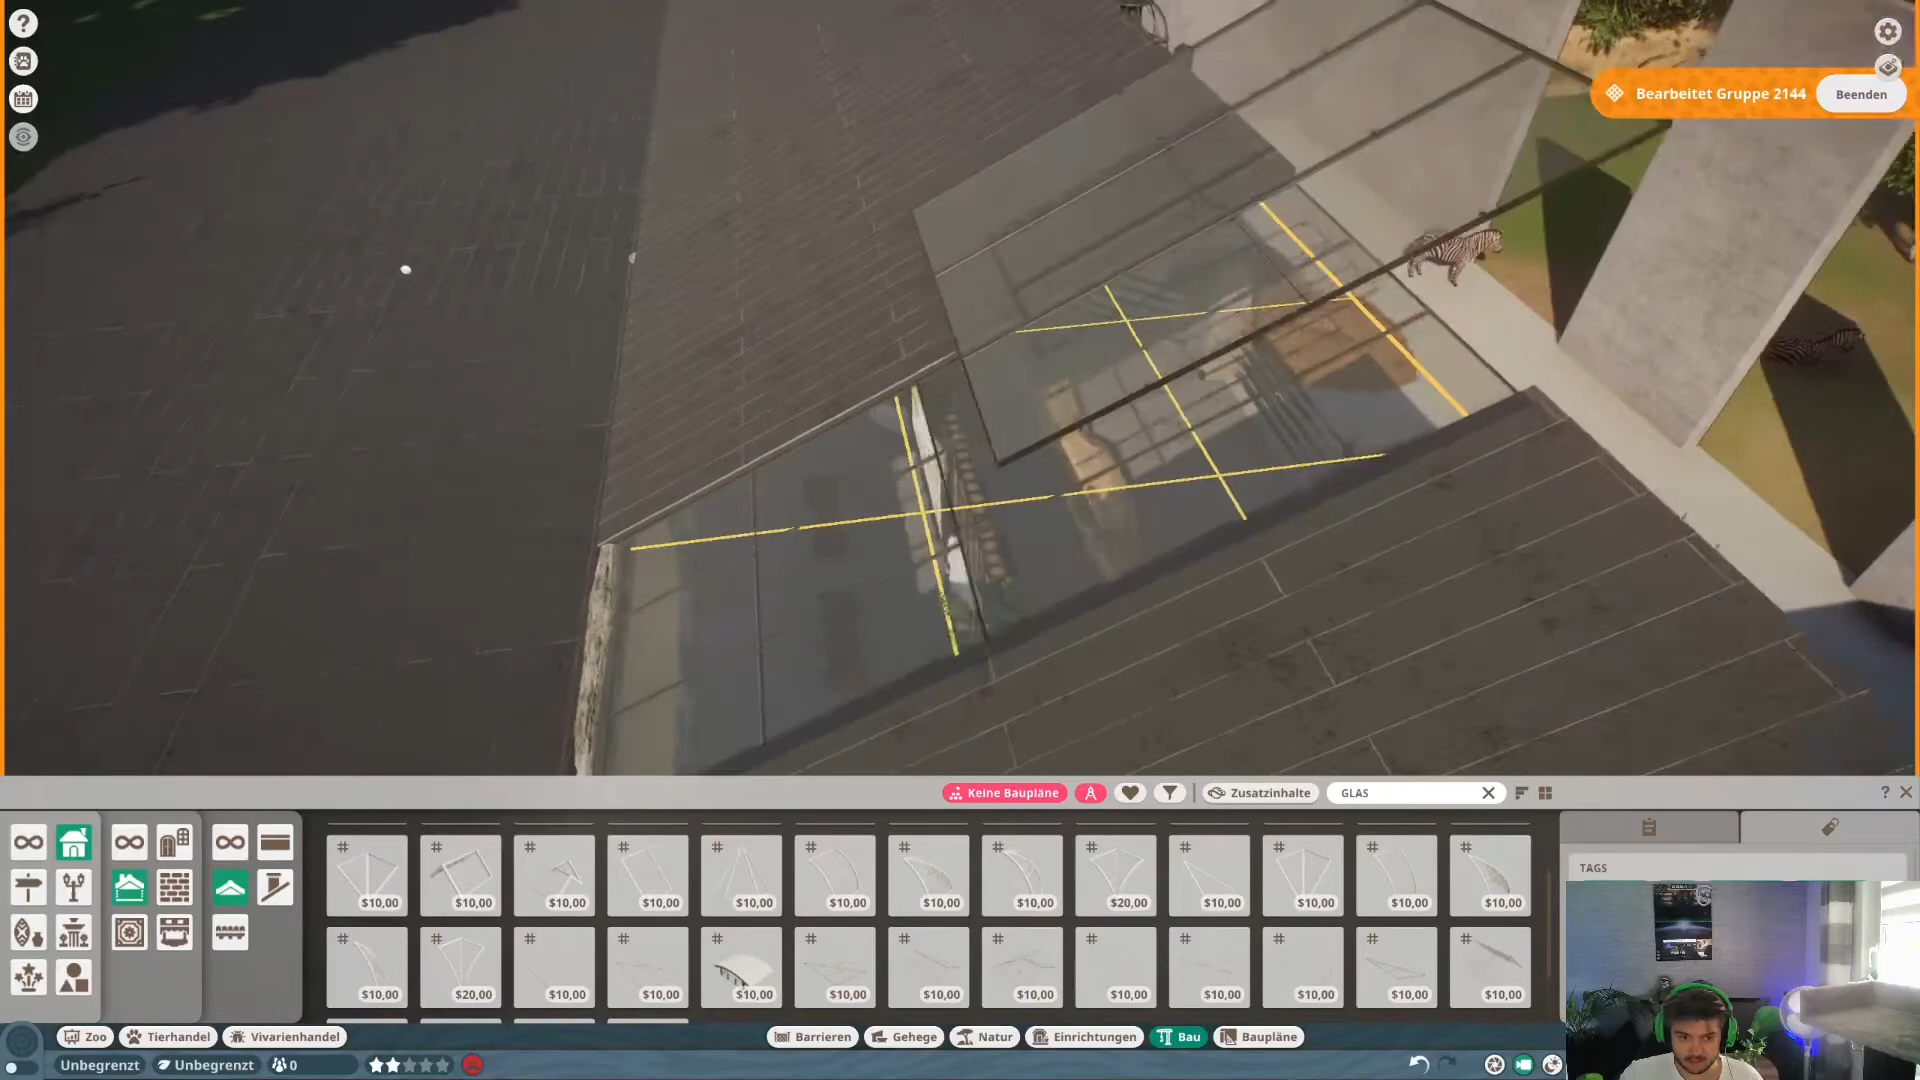 Bearbeitet Gruppe 2144
Beenden
Keine Baupläne
Zusatzinhalte
GLAS
?
TAGS
$10,00 $10,00 $10,00 $10,00 $10,00 $10,00 $10,00 $10,00 $20,00 $10,00 $10,00 $10,00 $10,00
$10,00 $20,00 $10,00 $10,00 $10,00 $10,00 $10,00 $10,00 $10,00 $10,00 $10,00 $10,00 $10,00
Zoo
Tierhandel
Vivarienhandel
Barrieren
Gehege
Natur
Einrichtungen
Bau
Baupläne
Unbegrenzt
Unbegrenzt
0